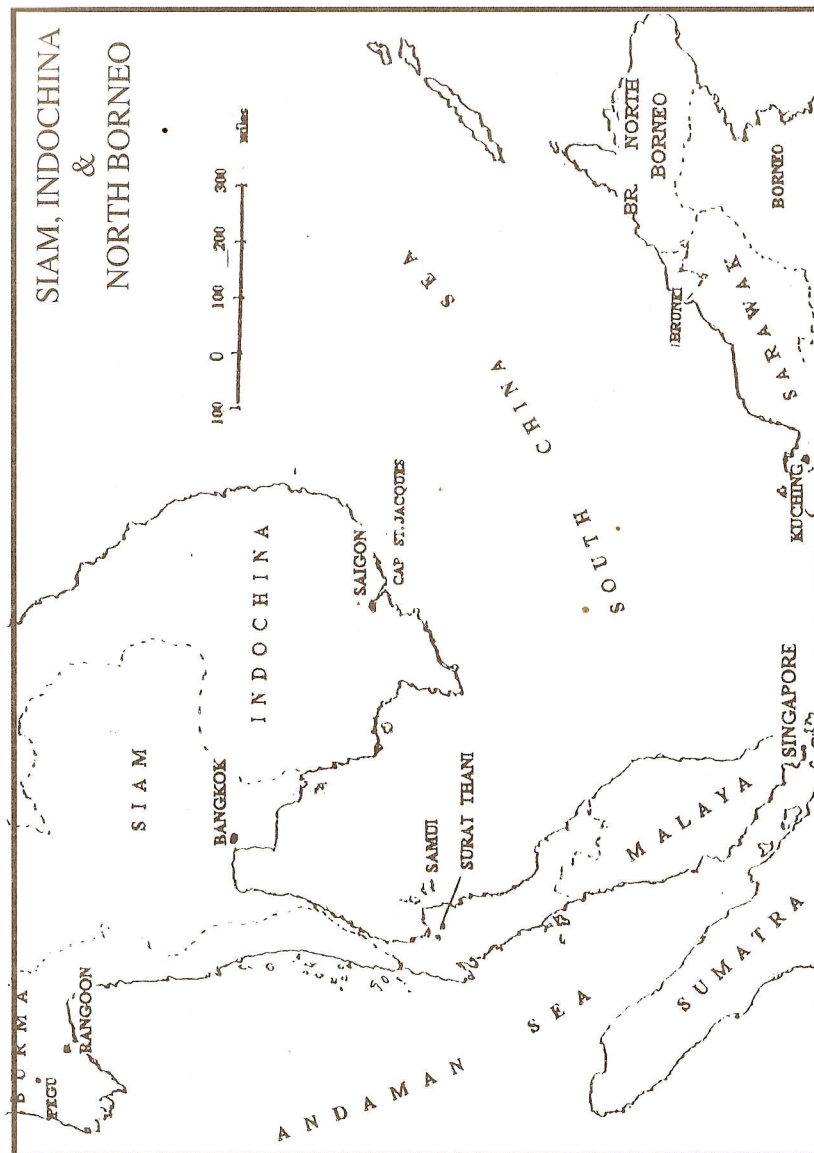 SIAM, INDOCHINA
&
NORTH BORNEO
100 0 100 200 300 miles
BURMA
PEGU
RANGOON
SIAM
BANGKOK
INDOCHINA
SAIGON
CAP ST. JACQUES
SAMUI
SURAT THANI
ANDAMAN SEA
SOUTH CHINA SEA
MALAYA
SINGAPORE
SUMATRA
KUCHING
SARAWAK
BRUNEI
BR. NORTH
BORNEO
BORNEO